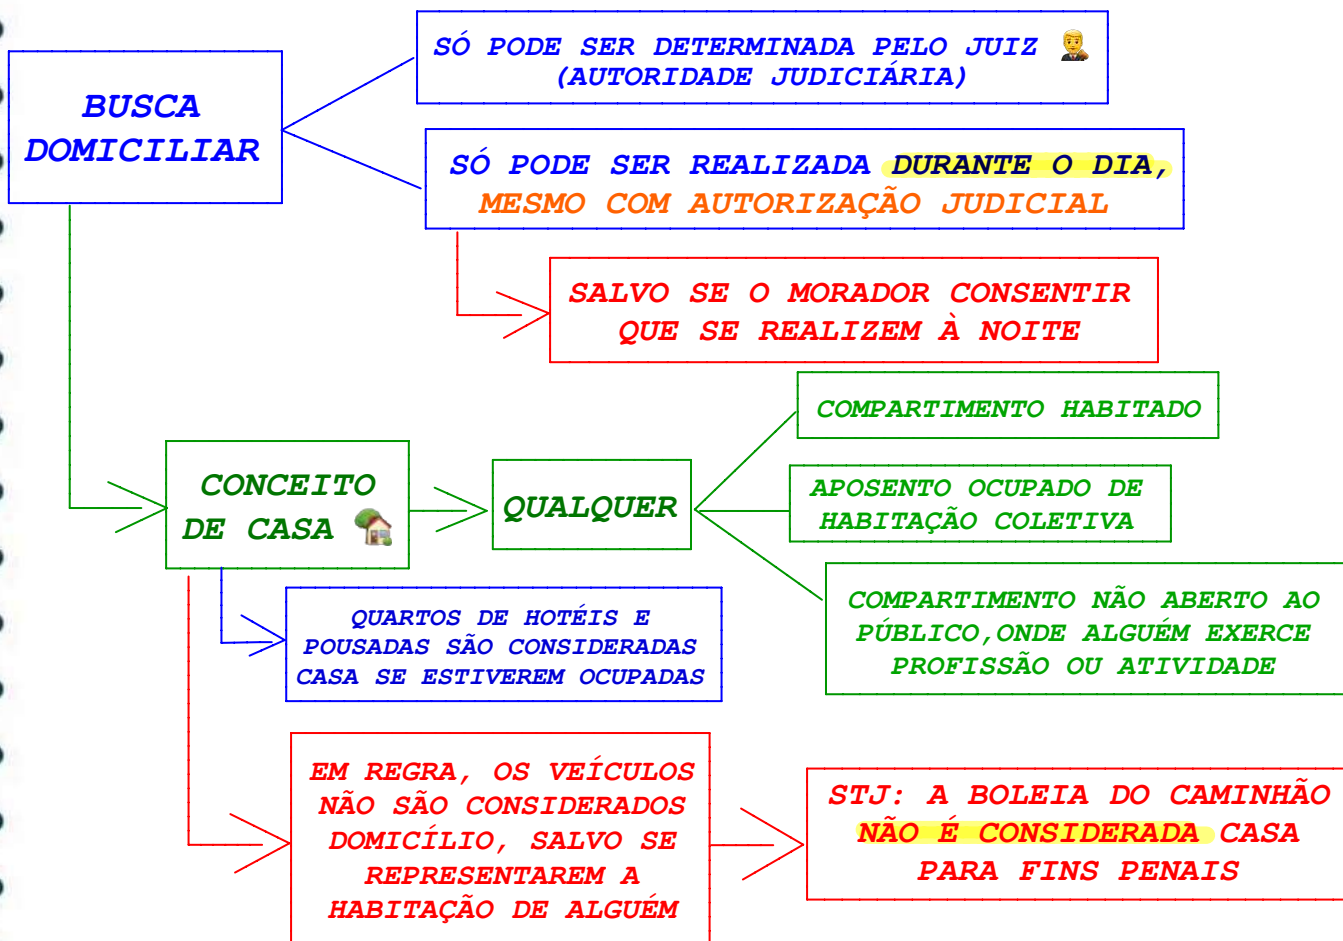 BUSCA
DOMICILIAR
SÓ PODE SER DETERMINADA PELO JUIZ
(AUTORIDADE JUDICIÁRIA)
SÓ PODE SER REALIZADA DURANTE O DIA,
MESMO COM AUTORIZAÇÃO JUDICIAL
SALVO SE O MORADOR CONSENTIR
QUE SE REALIZEM À NOITE
CONCEITO
DE CASA
QUALQUER
COMPARTIMENTO HABITADO
APOSENTO OCUPADO DE
HABITAÇÃO COLETIVA
COMPARTIMENTO NÃO ABERTO AO
PÚBLICO,ONDE ALGUÉM EXERCE
PROFISSÃO OU ATIVIDADE
QUARTOS DE HOTÉIS E
POUSADAS SÃO CONSIDERADAS
CASA SE ESTIVEREM OCUPADAS
EM REGRA, OS VEÍCULOS
NÃO SÃO CONSIDERADOS
DOMICÍLIO, SALVO SE
REPRESENTAREM A
HABITAÇÃO DE ALGUÉM
STJ: A BOLEIA DO CAMINHÃO
NÃO É CONSIDERADA CASA
PARA FINS PENAIS